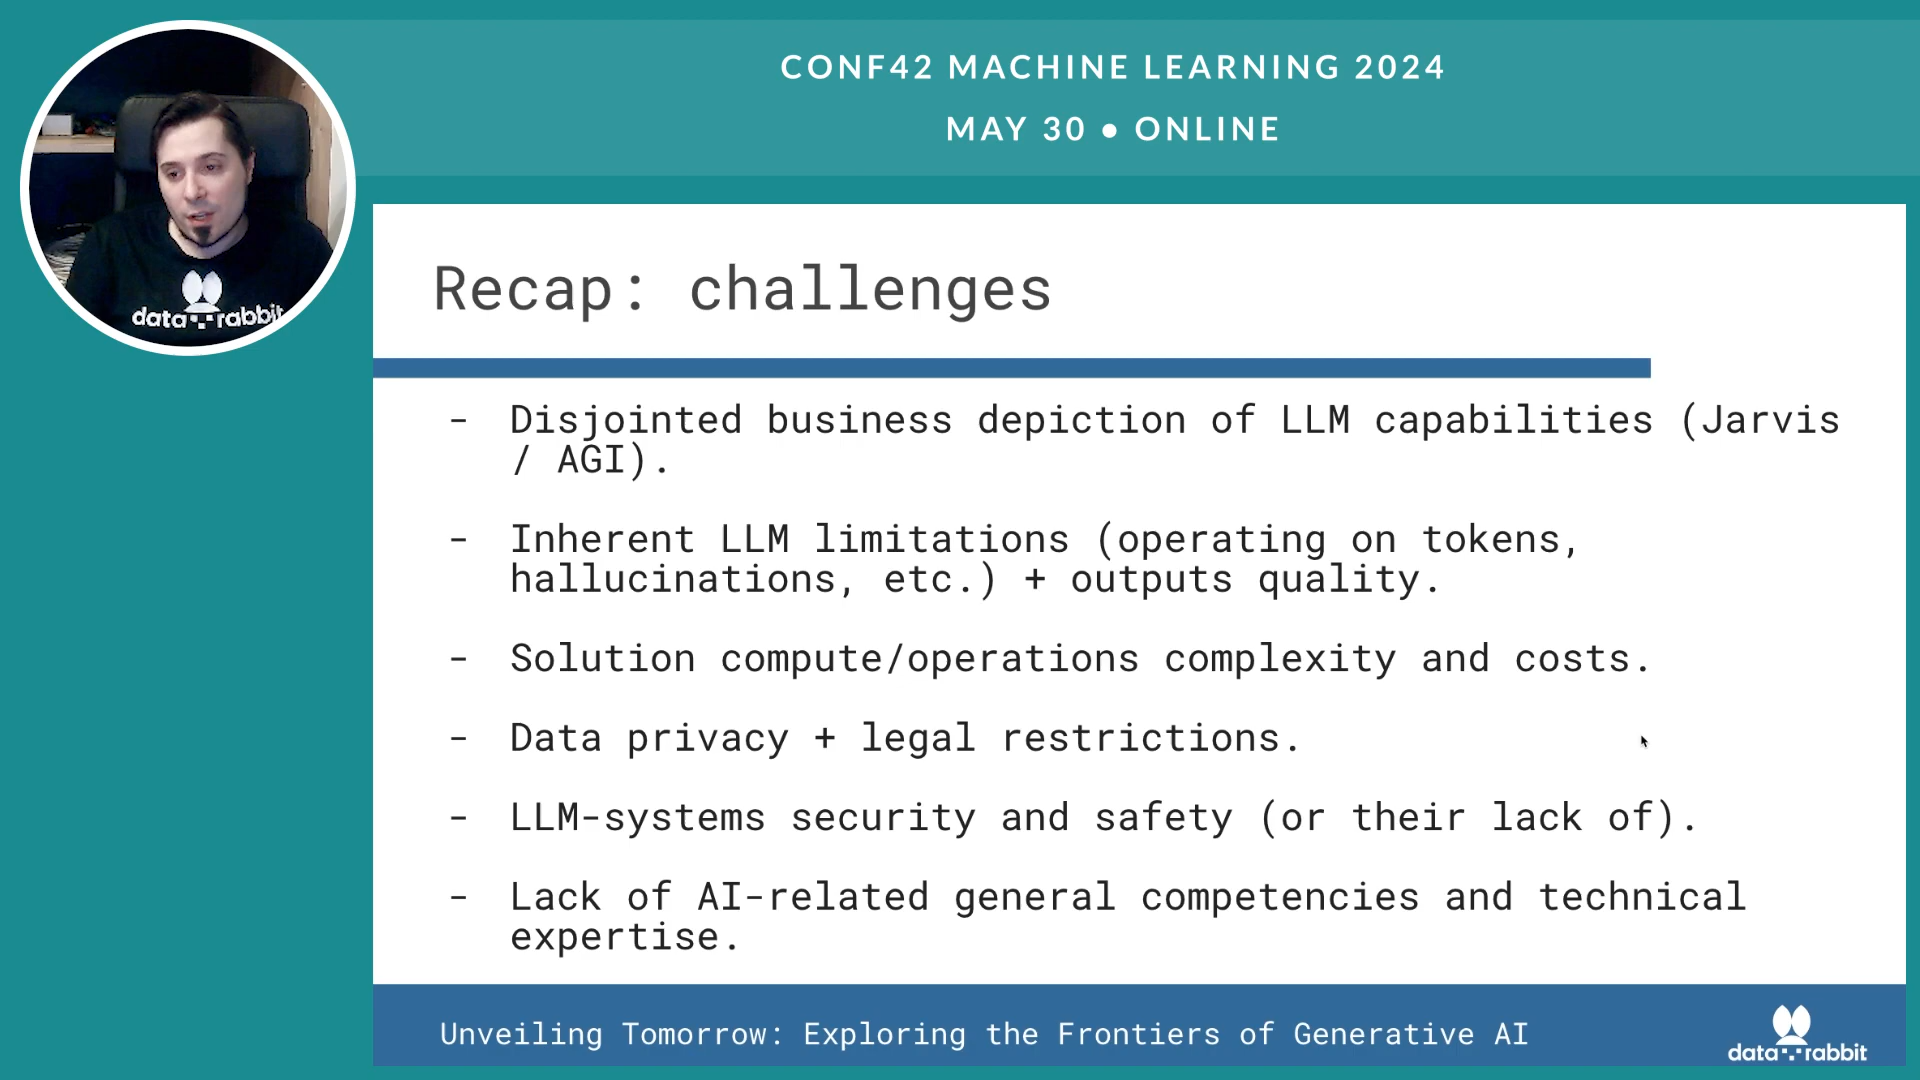 CONF42 MACHINE LEARNING 2024
MAY 30 • ONLINE
data rabbit
Recap: challenges
- Disjointed business depiction of LLM capabilities (Jarvis
/ AGI).
- Inherent LLM limitations (operating on tokens,
hallucinations, etc.) + outputs quality.
- Solution compute/operations complexity and costs.
- Data privacy + legal restrictions.
- LLM-systems security and safety (or their lack of).
- Lack of AI-related general competencies and technical
expertise.
Unveiling Tomorrow: Exploring the Frontiers of Generative AI
data rabbit